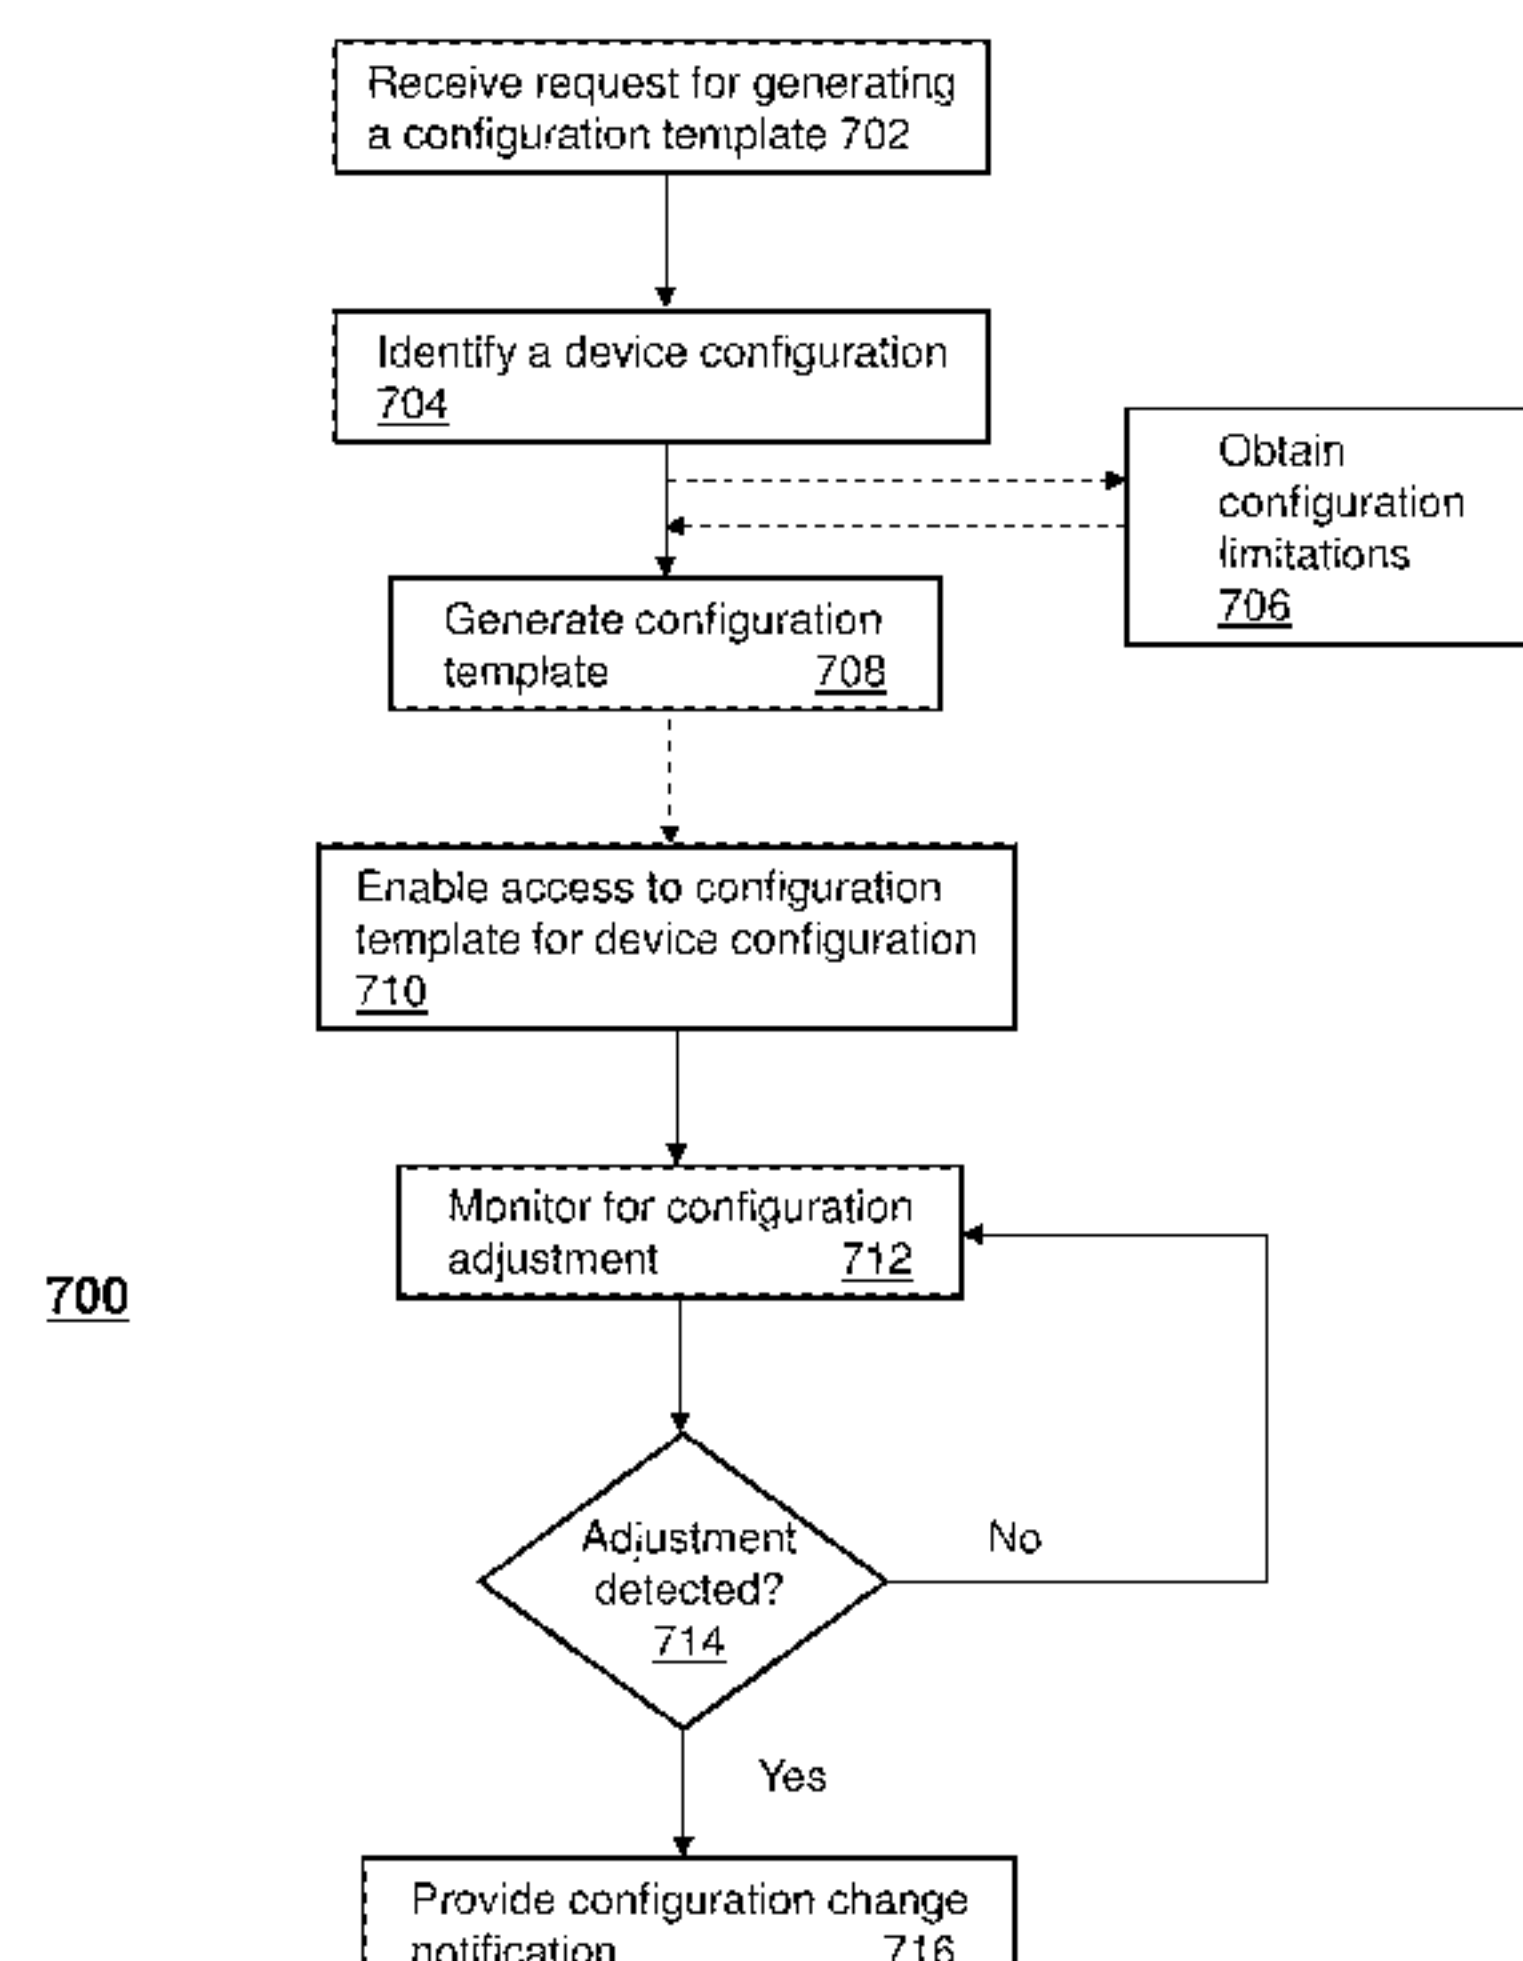 Receive request for generating
a configuration template 702
Identify a device configuration
704
Obtain
configuration
limitations
706
Generate configuration
template 708
Enable access to configuration
template for device configuration
710
Monitor for configuration
adjustment 712
700
Adjustment
detected?
714
No
Yes
Provide configuration change
notification 716